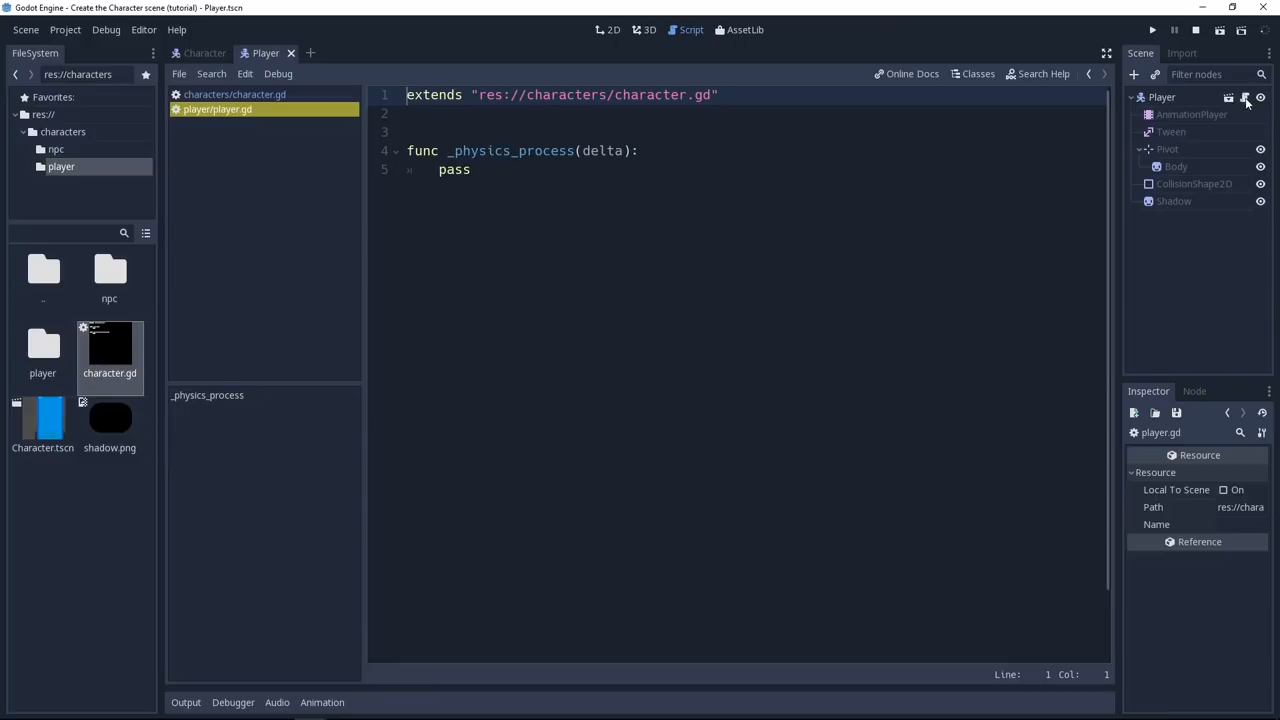 Godot Engine - Create the Character scene (tutorial) - Player.tscn
Scene Project Debug Editor Help
2D 3D Script AssetLib
FileSystem
res://characters
Favorites:
res://
characters
npc
player
..
npc
player
character.gd
Character.tscn
shadow.png
Character Player
File Search Edit Debug
Online Docs Classes Search Help
characters/character.gd
player/player.gd
_physics_process
1 extends "res://characters/character.gd"
2
3
4 func _physics_process(delta):
5 pass
Line: 1 Col: 1
Output Debugger Audio Animation
Scene Import
Filter nodes
Player
AnimationPlayer
Tween
Pivot
Body
CollisionShape2D
Shadow
Inspector Node
player.gd
Resource
Resource
Local To Scene On
Path res://chara
Name
Reference